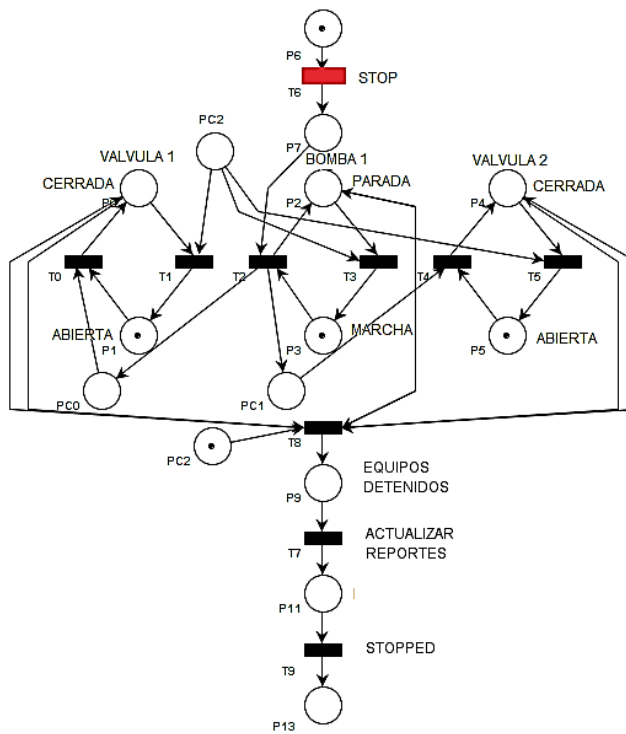 P6
STOP
T6
PC2
P7
VALVULA 1
BOMBA 1
VALVULA 2
CERRADA
PARADA
CERRADA
P2
P4
T0
T1
T2
T3
T4
T5
ABIERTA
MARCHA
ABIERTA
P1
P3
P5
PC0
PC1
T8
PC2
EQUIPOS
DETENIDOS
P9
ACTUALIZAR
REPORTES
T7
P11
STOPPED
T9
P13